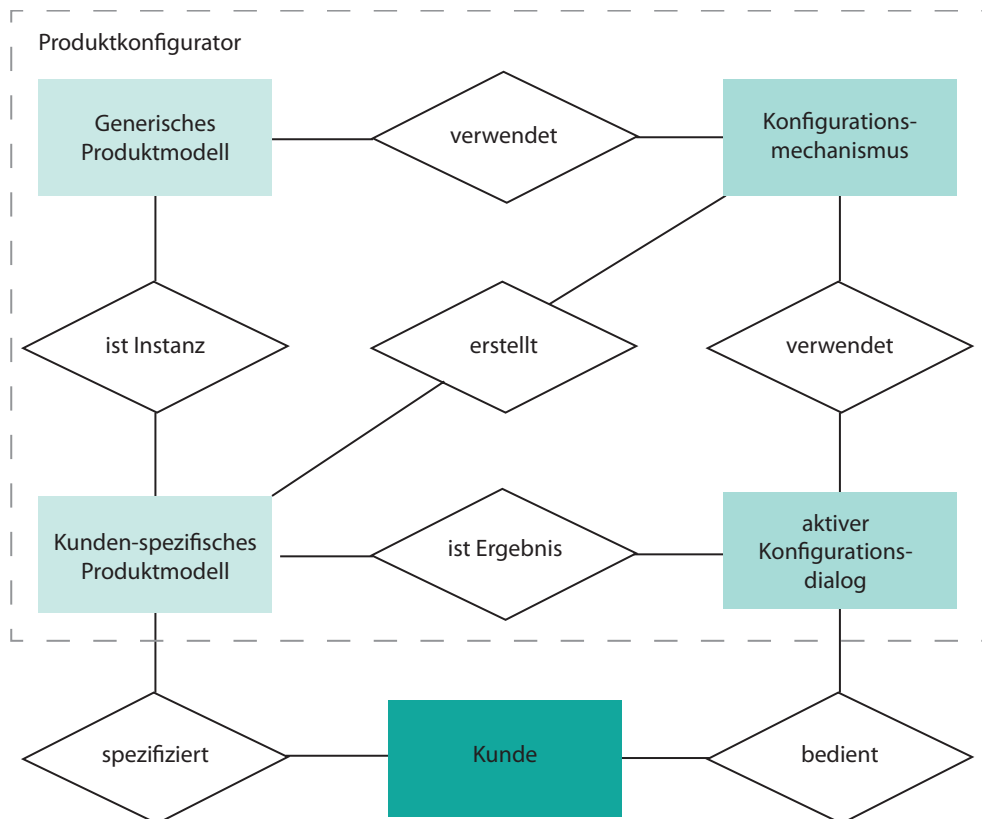 Produktkonfigurator
Generisches
Produktmodell
verwendet
Konfigurations-
mechanismus
ist Instanz
erstellt
verwendet
Kunden-spezifisches
Produktmodell
ist Ergebnis
aktiver
Konfigurations-
dialog
spezifiziert
Kunde
bedient